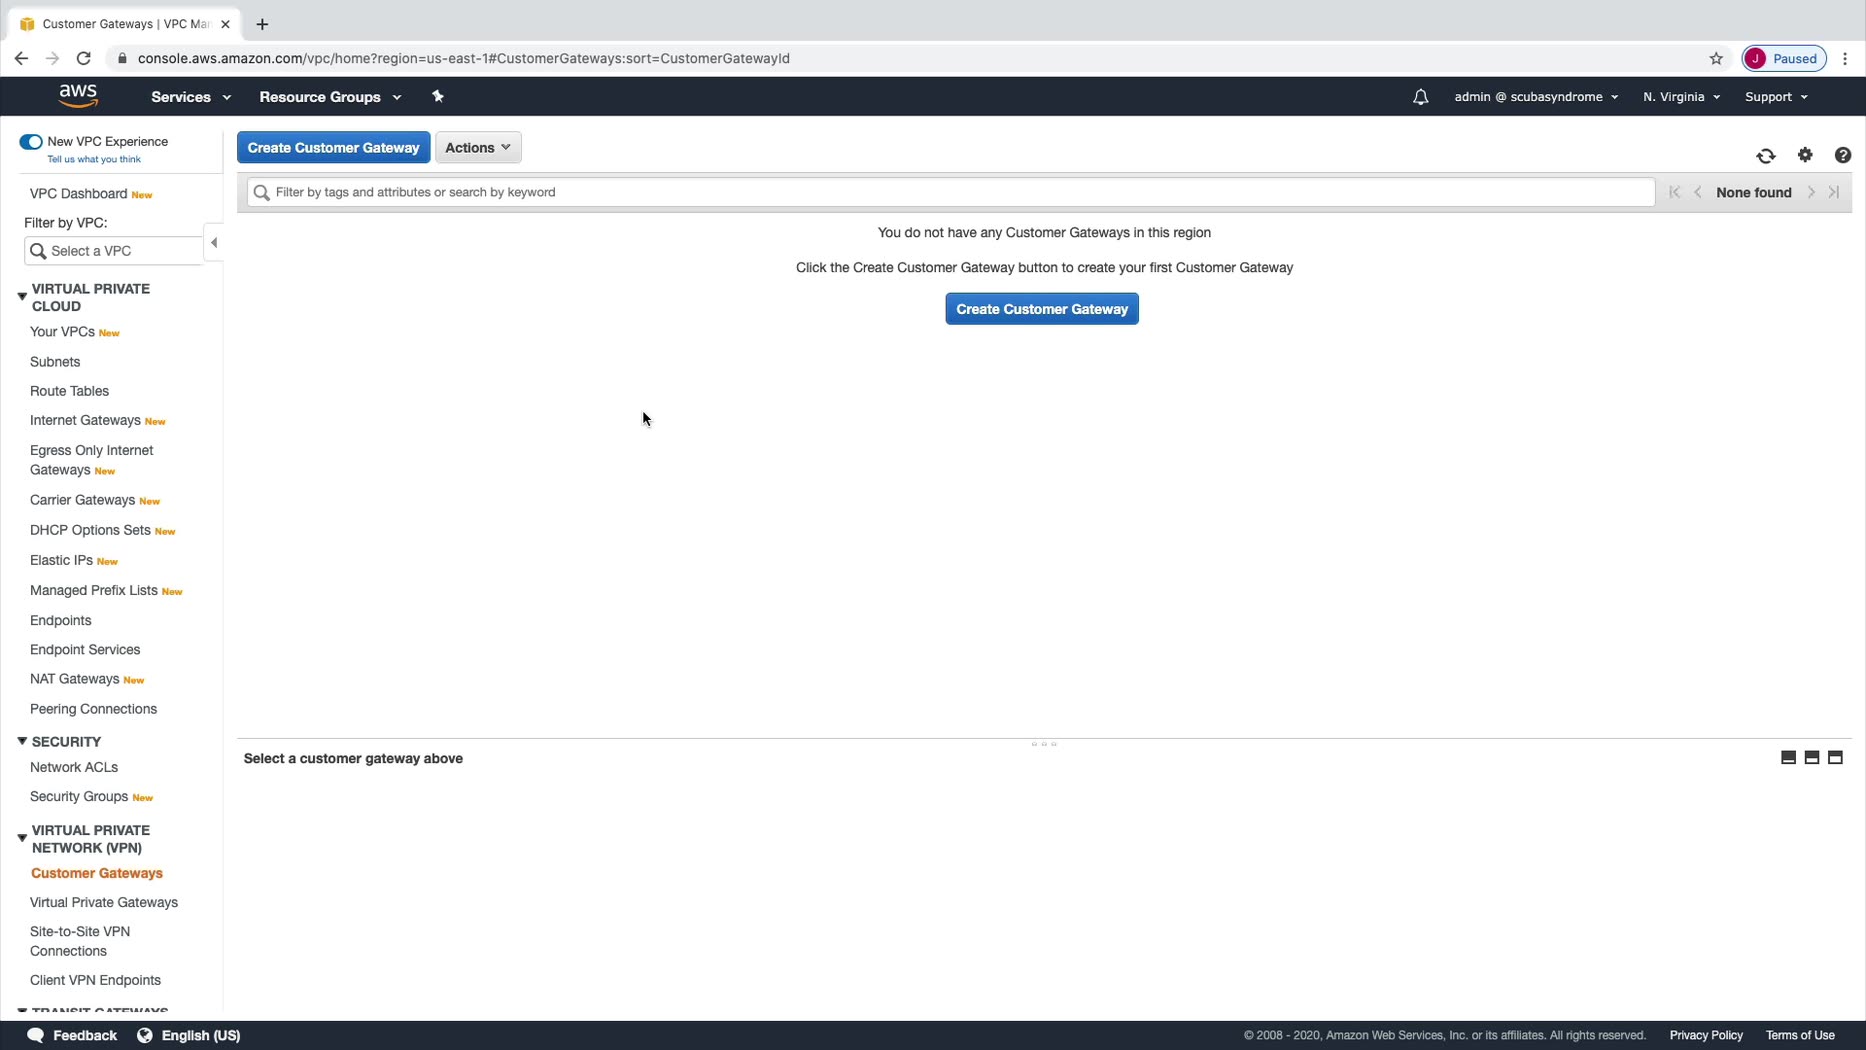 Customer Gateways | VPC Ma
console.aws.amazon.com/vpc/home?region=us-east-1#CustomerGateways:sort=CustomerGatewayId
J Paused
aws Services Resource Groups admin @ scubasyndrome N. Virginia Support
New VPC Experience
Tell us what you think
VPC Dashboard New
Filter by VPC:
Select a VPC
VIRTUAL PRIVATE
CLOUD
Your VPCs New
Subnets
Route Tables
Internet Gateways New
Egress Only Internet
Gateways New
Carrier Gateways New
DHCP Options Sets New
Elastic IPs New
Managed Prefix Lists New
Endpoints
Endpoint Services
NAT Gateways New
Peering Connections
SECURITY
Network ACLs
Security Groups New
VIRTUAL PRIVATE
NETWORK (VPN)
Customer Gateways
Virtual Private Gateways
Site-to-Site VPN
Connections
Client VPN Endpoints
TRANSIT GATEWAYS
Create Customer Gateway Actions
Filter by tags and attributes or search by keyword
None found
You do not have any Customer Gateways in this region
Click the Create Customer Gateway button to create your first Customer Gateway
Create Customer Gateway
Select a customer gateway above
Feedback English (US)
© 2008 - 2020, Amazon Web Services, Inc. or its affiliates. All rights reserved. Privacy Policy Terms of Use